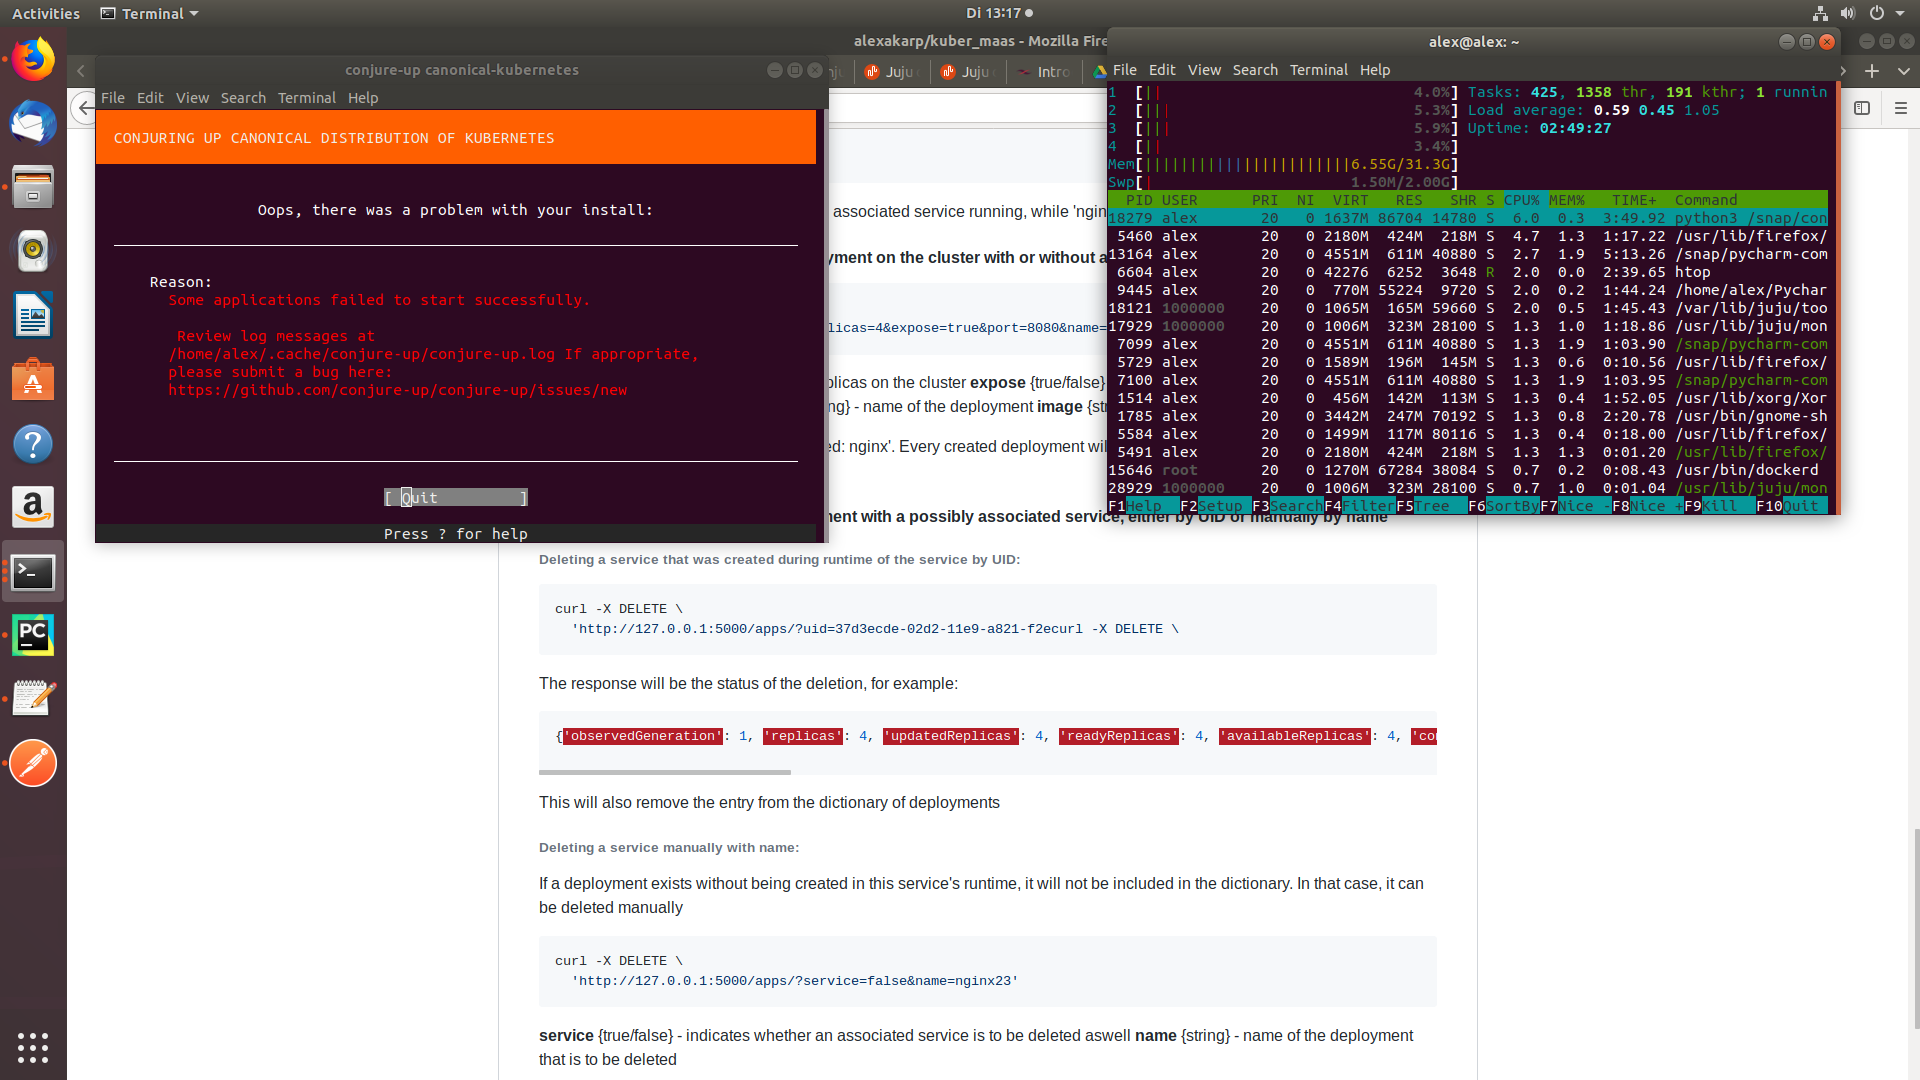 Activities
Terminal
Di 13:17
alexakarp/kuber_maas - Mozilla Fire
conjure-up canonical-kubernetes
File Edit View Search Terminal Help
CONJURING UP CANONICAL DISTRIBUTION OF KUBERNETES
Oops, there was a problem with your install:
Reason:
Some applications failed to start successfully.
Review log messages at
/home/alex/.cache/conjure-up/conjure-up.log If appropriate,
please submit a bug here:
https://github.com/conjure-up/conjure-up/issues/new
[ Quit ]
Press ? for help
Juju
Juju
Intro
alex@alex: ~
File Edit View Search Terminal Help
1 [|| 4.0%] Tasks: 425, 1358 thr, 191 kthr; 1 runnin
2 [||| 5.3%] Load average: 0.59 0.45 1.05
3 [||| 5.9%] Uptime: 02:49:27
4 [|| 3.4%]
Mem[|||||||||||||||||||||||6.55G/31.3G]
Swp[| 1.50M/2.00G]
PID USER PRI NI VIRT RES SHR S CPU% MEM% TIME+ Command
18279 alex 20 0 1637M 86704 14780 S 6.0 0.3 3:49.92 python3 /snap/con
5460 alex 20 0 2180M 424M 218M S 4.7 1.3 1:17.22 /usr/lib/firefox/
13164 alex 20 0 4551M 611M 40880 S 2.7 1.9 5:13.26 /snap/pycharm-com
6604 alex 20 0 42276 6252 3648 R 2.0 0.0 2:39.65 htop
9445 alex 20 0 770M 55224 9720 S 2.0 0.2 1:44.24 /home/alex/Pychar
18121 1000000 20 0 1065M 165M 59660 S 2.0 0.5 1:45.43 /var/lib/juju/too
17929 1000000 20 0 1006M 323M 28100 S 1.3 1.0 1:18.86 /usr/lib/juju/mon
7099 alex 20 0 4551M 611M 40880 S 1.3 1.9 1:03.90 /snap/pycharm-com
5729 alex 20 0 1589M 196M 145M S 1.3 0.6 0:10.56 /usr/lib/firefox/
7100 alex 20 0 4551M 611M 40880 S 1.3 1.9 1:03.95 /snap/pycharm-com
1514 alex 20 0 456M 142M 113M S 1.3 0.4 1:52.05 /usr/lib/xorg/Xor
1785 alex 20 0 3442M 247M 70192 S 1.3 0.8 2:20.78 /usr/bin/gnome-sh
5584 alex 20 0 1499M 117M 80116 S 1.3 0.4 0:18.00 /usr/lib/firefox/
5491 alex 20 0 2180M 424M 218M S 1.3 1.3 0:01.20 /usr/lib/firefox/
15646 root 20 0 1270M 67284 38084 S 0.7 0.2 0:08.43 /usr/bin/dockerd
28929 1000000 20 0 1006M 323M 28100 S 0.7 1.0 0:01.04 /usr/lib/juju/mon
F1Help F2Setup F3SearchF4FilterF5Tree F6SortByF7Nice -F8Nice +F9Kill F10Quit
associated service running, while 'ngin
yment on the cluster with or without a
licas=4&expose=true&port=8080&name=
plicas on the cluster expose {true/false}
ng} - name of the deployment image {str
ed: nginx'. Every created deployment wil
ent with a possibly associated service, either by UID or manually by name
Deleting a service that was created during runtime of the service by UID:
curl -X DELETE \
'http://127.0.0.1:5000/apps/?uid=37d3ecde-02d2-11e9-a821-f2ecurl -X DELETE \
The response will be the status of the deletion, for example:
{'observedGeneration': 1, 'replicas': 4, 'updatedReplicas': 4, 'readyReplicas': 4, 'availableReplicas': 4, 'con
This will also remove the entry from the dictionary of deployments
Deleting a service manually with name:
If a deployment exists without being created in this service's runtime, it will not be included in the dictionary. In that case, it can
be deleted manually
curl -X DELETE \
'http://127.0.0.1:5000/apps/?service=false&name=nginx23'
service {true/false} - indicates whether an associated service is to be deleted aswell name {string} - name of the deployment
that is to be deleted